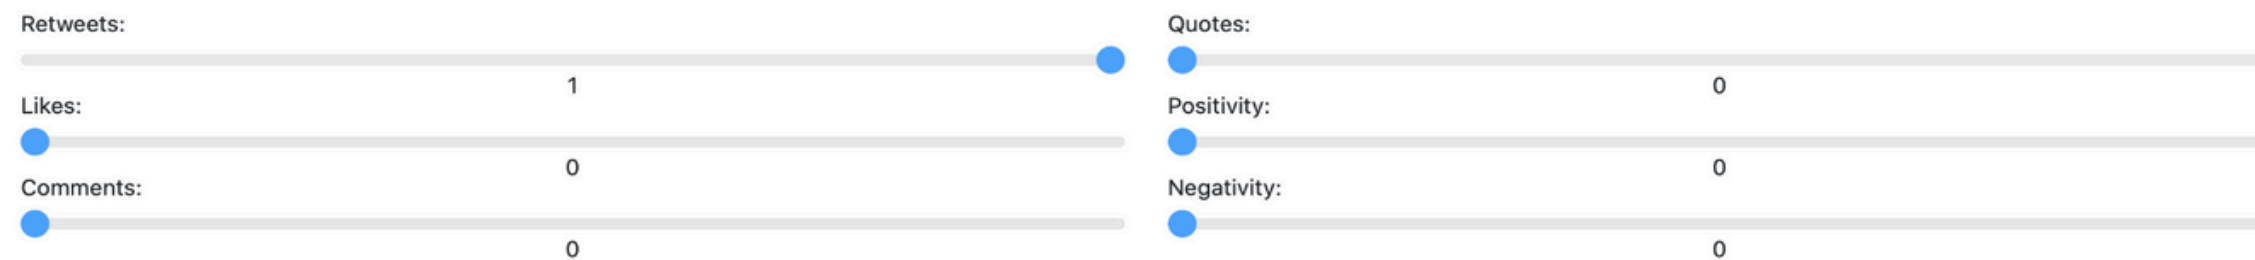 Retweets:
1
Likes:
0
Comments:
0
Quotes:
0
Positivity:
0
Negativity:
0